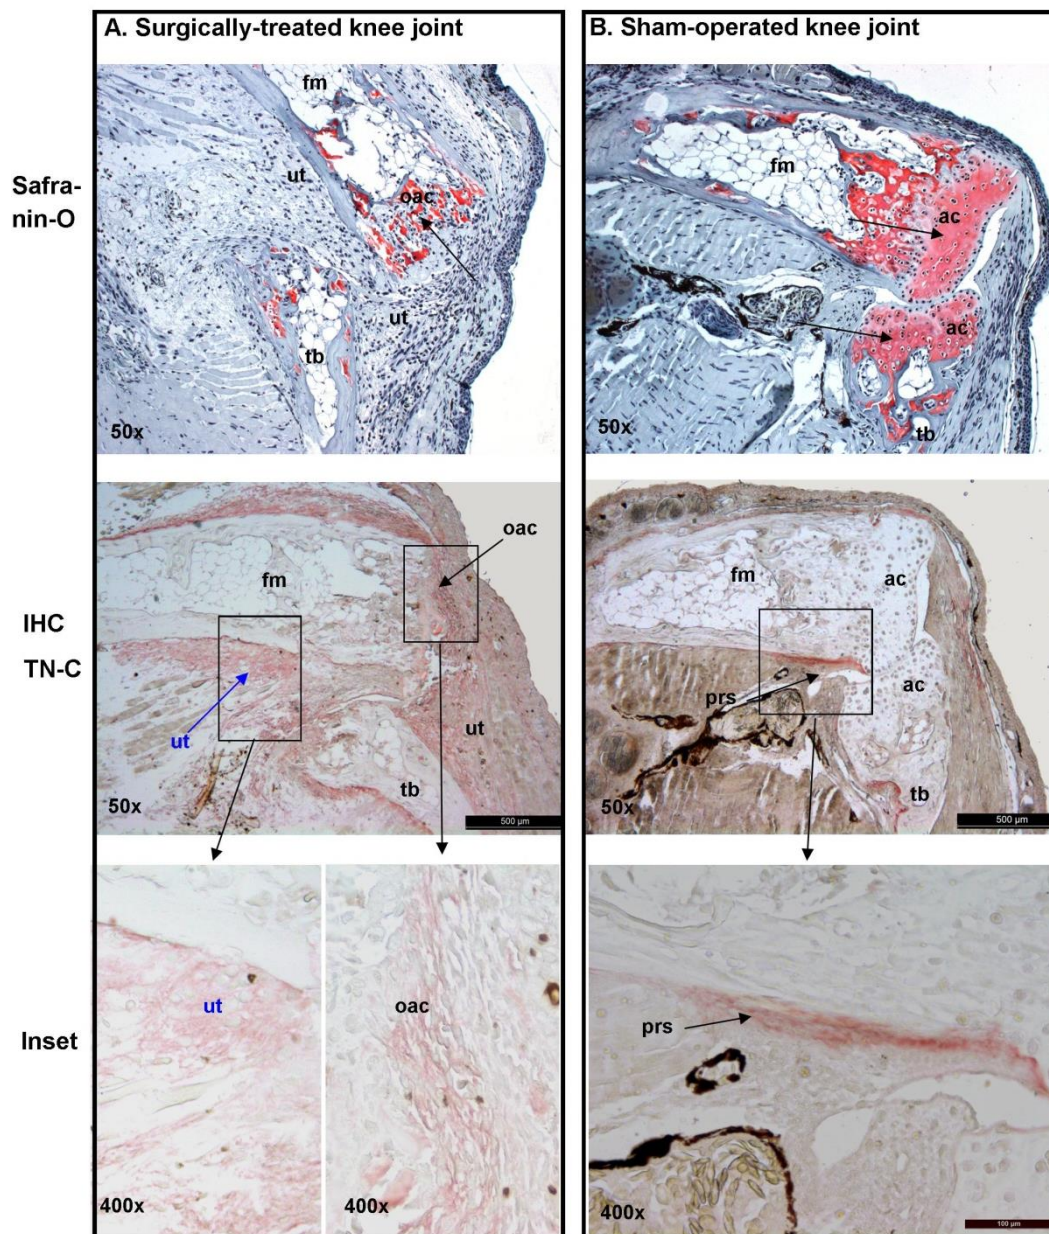 A. Surgically-treated knee joint
B. Sham-operated knee joint
Safra-
nin-O
fm
ut
oac
ut
tb
50x
fm
ac
ac
tb
50x
IHC
TN-C
oac
fm
ut
ut
tb
50x
500 µm
fm
ac
prs
ac
tb
50x
500 µm
Inset
ut
400x
oac
400x
prs
400x
100 µm